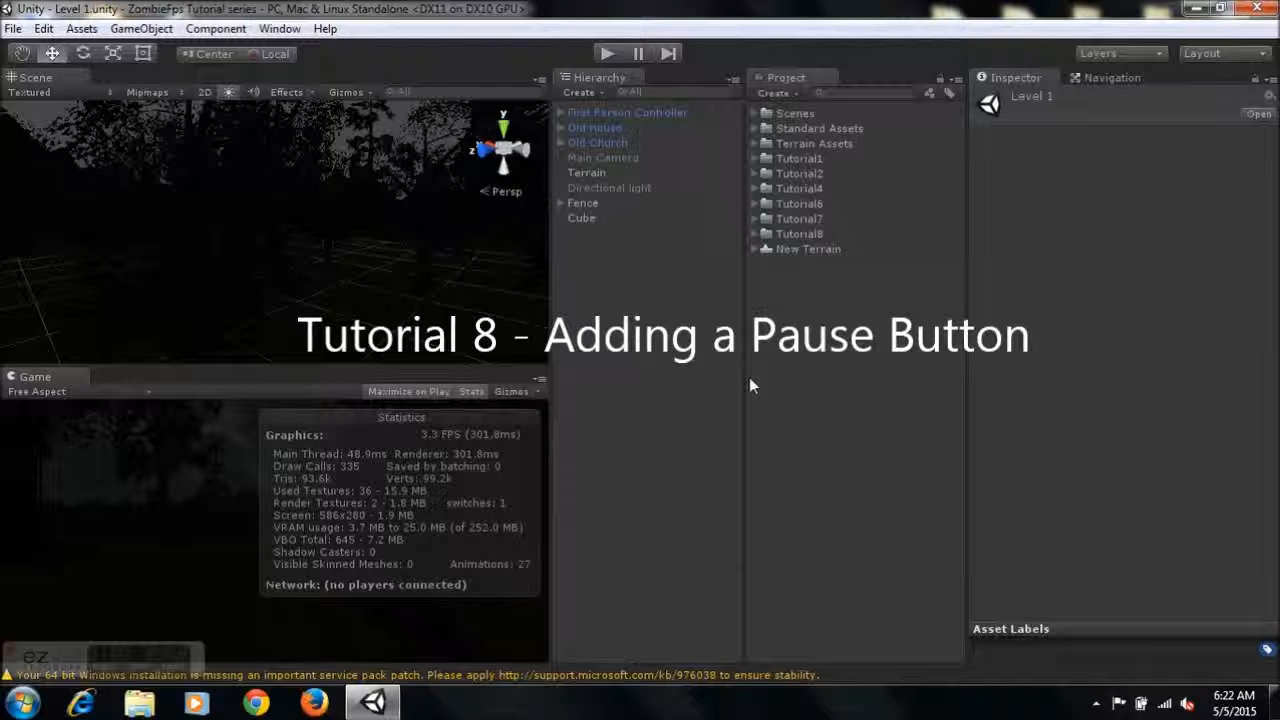 Unity - Level 1.unity - ZombieFps Tutorial series - PC, Mac & Linux Standalone <DX11 on DX10 GPU>
File Edit Assets GameObject Component Window Help
Center Local Layers Layout
Scene
Textured Mipmaps 2D Effects Gizmos All
y
z
Persp
Hierarchy
Create All
First Person Controller
Old House
Old Church
Main Camera
Terrain
Directional light
Fence
Cube
Project
Create
Scenes
Standard Assets
Terrain Assets
Tutorial1
Tutorial2
Tutorial4
Tutorial6
Tutorial7
Tutorial8
New Terrain
Inspector Navigation
Level 1
Open
Tutorial 8 - Adding a Pause Button
Game
Free Aspect Maximize on Play Stats Gizmos
Statistics
Graphics: 3.3 FPS (301.8ms)
Main Thread: 48.9ms Renderer: 301.8ms
Draw Calls: 335 Saved by batching: 0
Tris: 93.6k Verts: 99.2k
Used Textures: 36 - 15.9 MB
Render Textures: 2 - 1.8 MB switches: 1
Screen: 586x280 - 1.9 MB
VRAM usage: 3.7 MB to 25.0 MB (of 252.0 MB)
VBO Total: 645 - 7.2 MB
Shadow Casters: 0
Visible Skinned Meshes: 0 Animations: 27
Network: (no players connected)
Asset Labels
ez
Your 64 bit Windows installation is missing an important service pack patch. Please apply http://support.microsoft.com/kb/976038 to ensure stability.
6:22 AM
5/5/2015